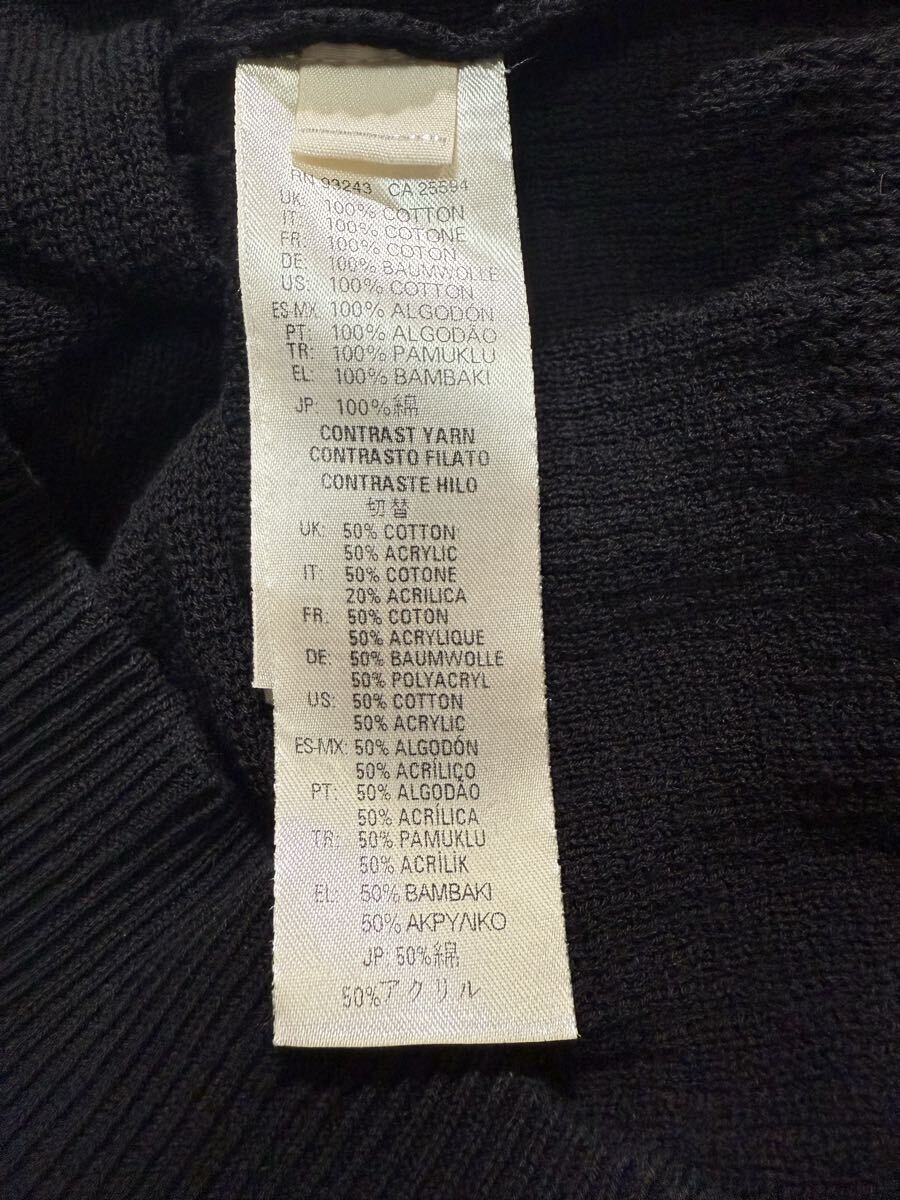 RN 93243 CA 25594
UK: 100% COTTON
IT: 100% COTONE
FR: 100% COTON
DE: 100% BAUMWOLLE
US: 100% COTTON
ES-MX: 100% ALGODÓN
PT: 100% ALGODÃO
TR: 100% PAMUKLU
EL: 100% BAMBAKI
JP: 100%綿
CONTRAST YARN
CONTRASTO FILATO
CONTRASTE HILO
切替
UK: 50% COTTON
50% ACRYLIC
IT: 50% COTONE
20% ACRILICA
FR: 50% COTON
50% ACRYLIQUE
DE: 50% BAUMWOLLE
50% POLYACRYL
US: 50% COTTON
50% ACRYLIC
ES-MX: 50% ALGODÓN
50% ACRÍLIÇO
PT: 50% ALGODÃO
50% ACRÍLICA
TR: 50% PAMUKLU
50% ACRİLİK
EL: 50% BAMBAKI
50% ΑΚΡΥΛΙΚΟ
JP: 50%綿
50%アクリル